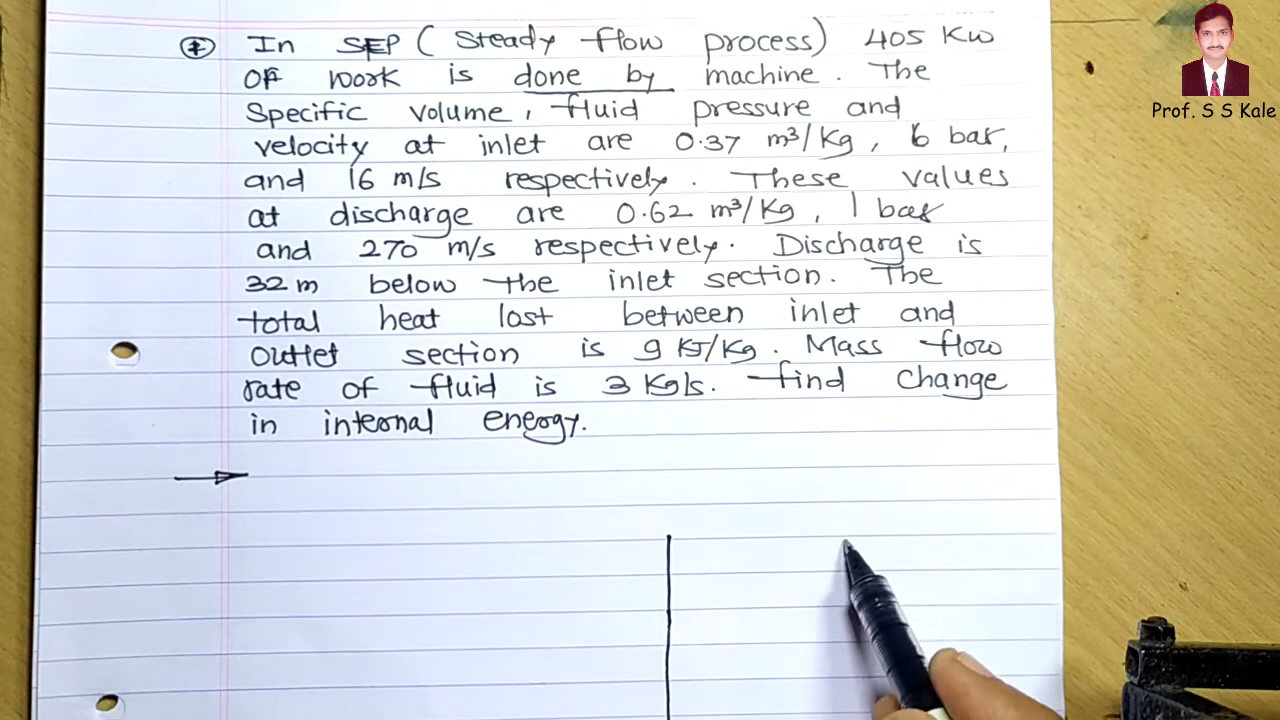 In SFP ( Steady flow process) 405 Kw
OF work is done by machine. The
Specific volume, fluid pressure and
velocity at inlet are 0.37 m³/kg, 6 bar,
and 16 m/s respectively. These values
at discharge are 0.62 m³/kg, 1 bar
and 270 m/s respectively. Discharge is
32 m below the inlet section. The
total heat lost between inlet and
outlet section is 9 KJ/kg. Mass flow
rate of fluid is 3 Kg/s. find change
in internal energy.
Prof. S S Kale